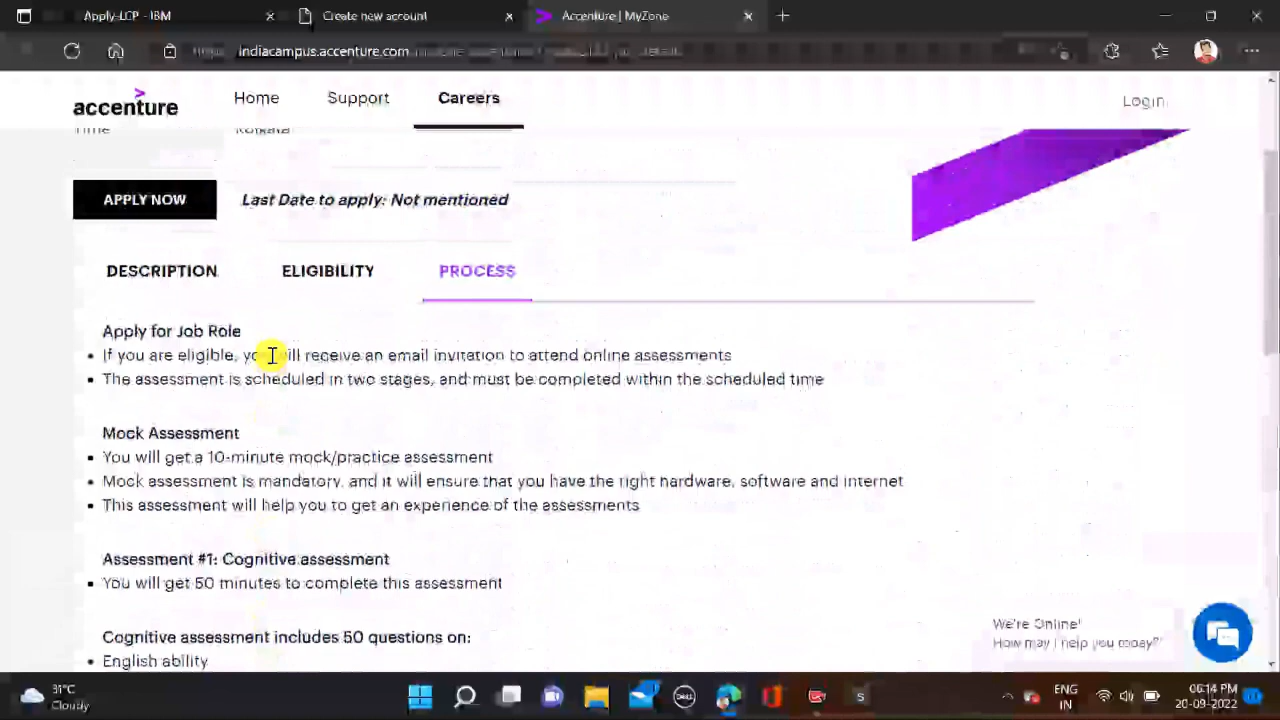 Apply-LCP - IBM
Create new account
Accenture | MyZone
indiacampus.accenture.com
accenture
Home
Support
Careers
Login
Time
Kolkata
APPLY NOW
Last Date to apply: Not mentioned
DESCRIPTION
ELIGIBILITY
PROCESS
Apply for Job Role
• If you are eligible, you will receive an email invitation to attend online assessments
• The assessment is scheduled in two stages, and must be completed within the scheduled time
Mock Assessment
• You will get a 10-minute mock/practice assessment
• Mock assessment is mandatory, and it will ensure that you have the right hardware, software and internet
• This assessment will help you to get an experience of the assessments
Assessment #1: Cognitive assessment
• You will get 50 minutes to complete this assessment
Cognitive assessment includes 50 questions on:
• English ability
We're Online!
How may I help you today?
31°C
Cloudy
DELL
S
ENG
IN
06:14 PM
20-09-2022